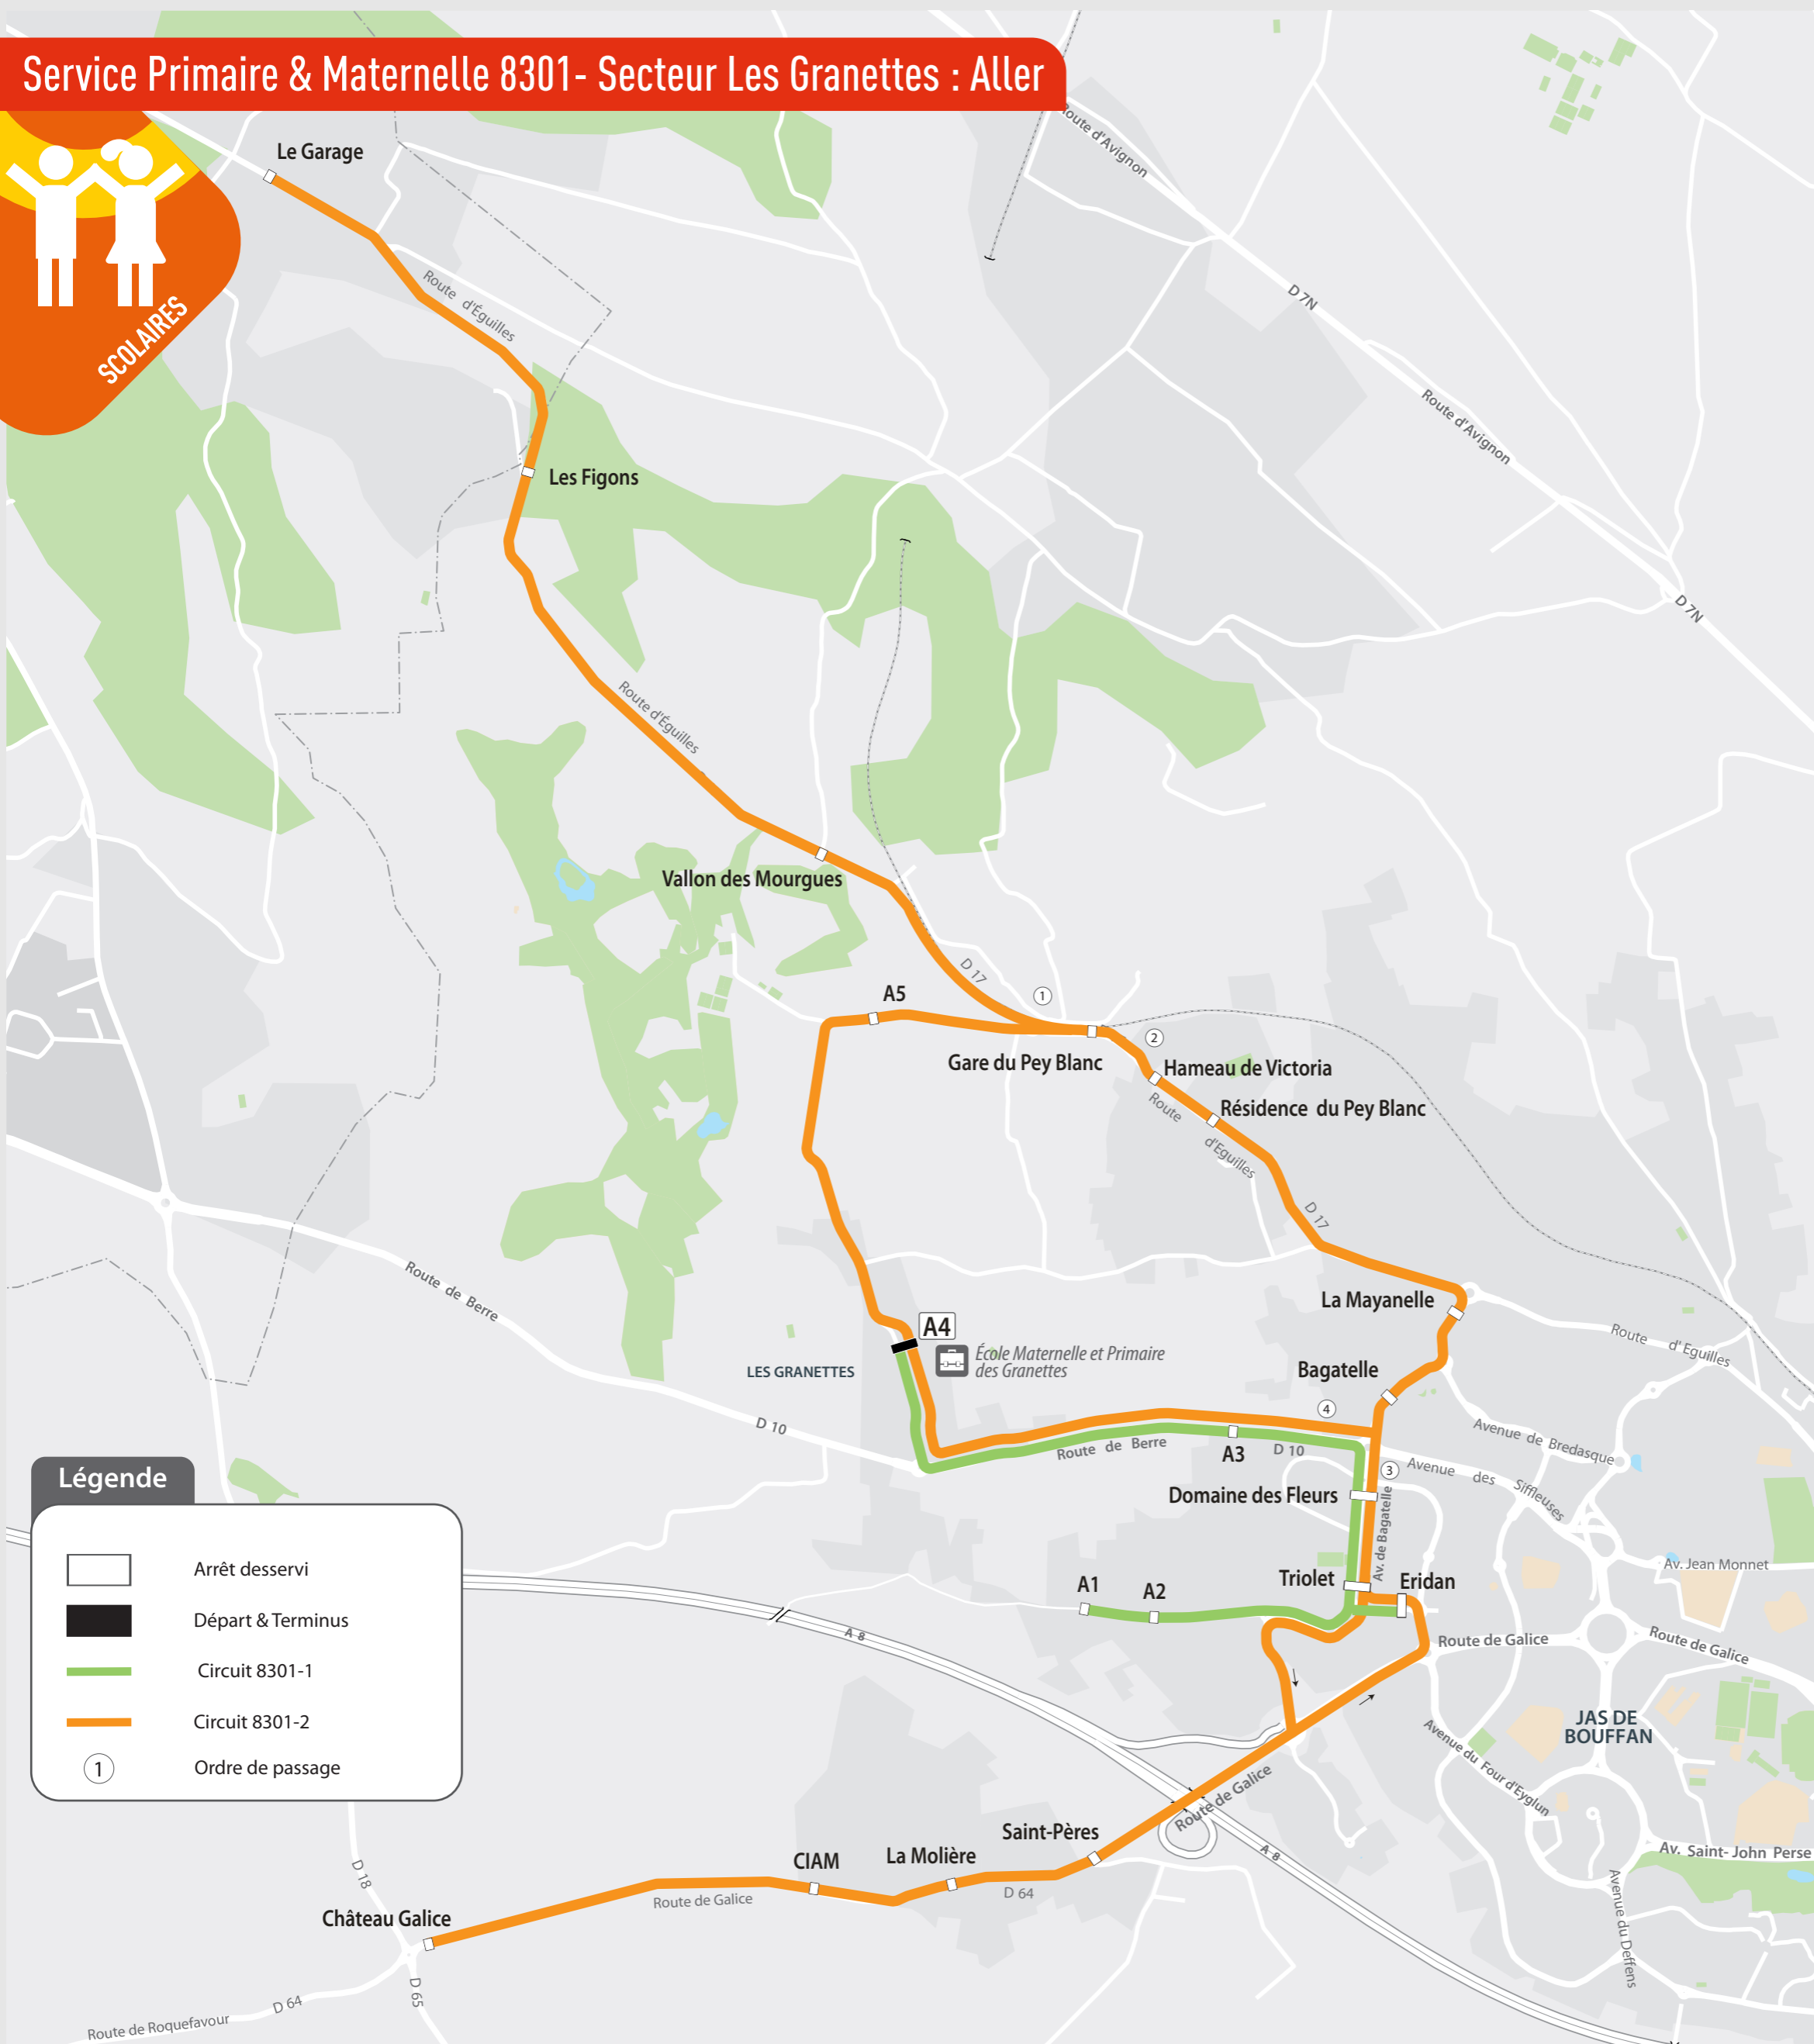 Service Primaire & Maternelle 8301- Secteur Les Granettes : Aller
SCOLAIRES
Le Garage
Route d'Avignon
Route d'Éguilles
D 7N
Route d'Avignon
Les Figons
D 7N
Route d'Éguilles
Vallon des Mourgues
D 17
A5
1
2
Gare du Pey Blanc
Hameau de Victoria
Résidence du Pey Blanc
Route d'Eguilles
D 17
Route de Berre
La Mayanelle
A4
École Maternelle et Primaire
des Granettes
Route d'Eguilles
LES GRANETTES
Bagatelle
4
D 10
Route de Berre
A3
D 10
Avenue de Bredasque
Avenue des Siffleuses
3
Domaine des Fleurs
Av. de Bagatelle
Av. Jean Monnet
Triolet
Eridan
A1
A2
A 8
Route de Galice
Route de Galice
JAS DE
BOUFFAN
Avenue du Four d'Eyglun
Route de Galice
Saint-Pères
A 8
Av. Saint-John Perse
CIAM
La Molière
D 64
Route de Galice
D 18
Château Galice
Avenue du Deffens
D 65
D 64
Route de Roquefavour
Légende
Arrêt desservi
Départ & Terminus
Circuit 8301-1
Circuit 8301-2
1
Ordre de passage